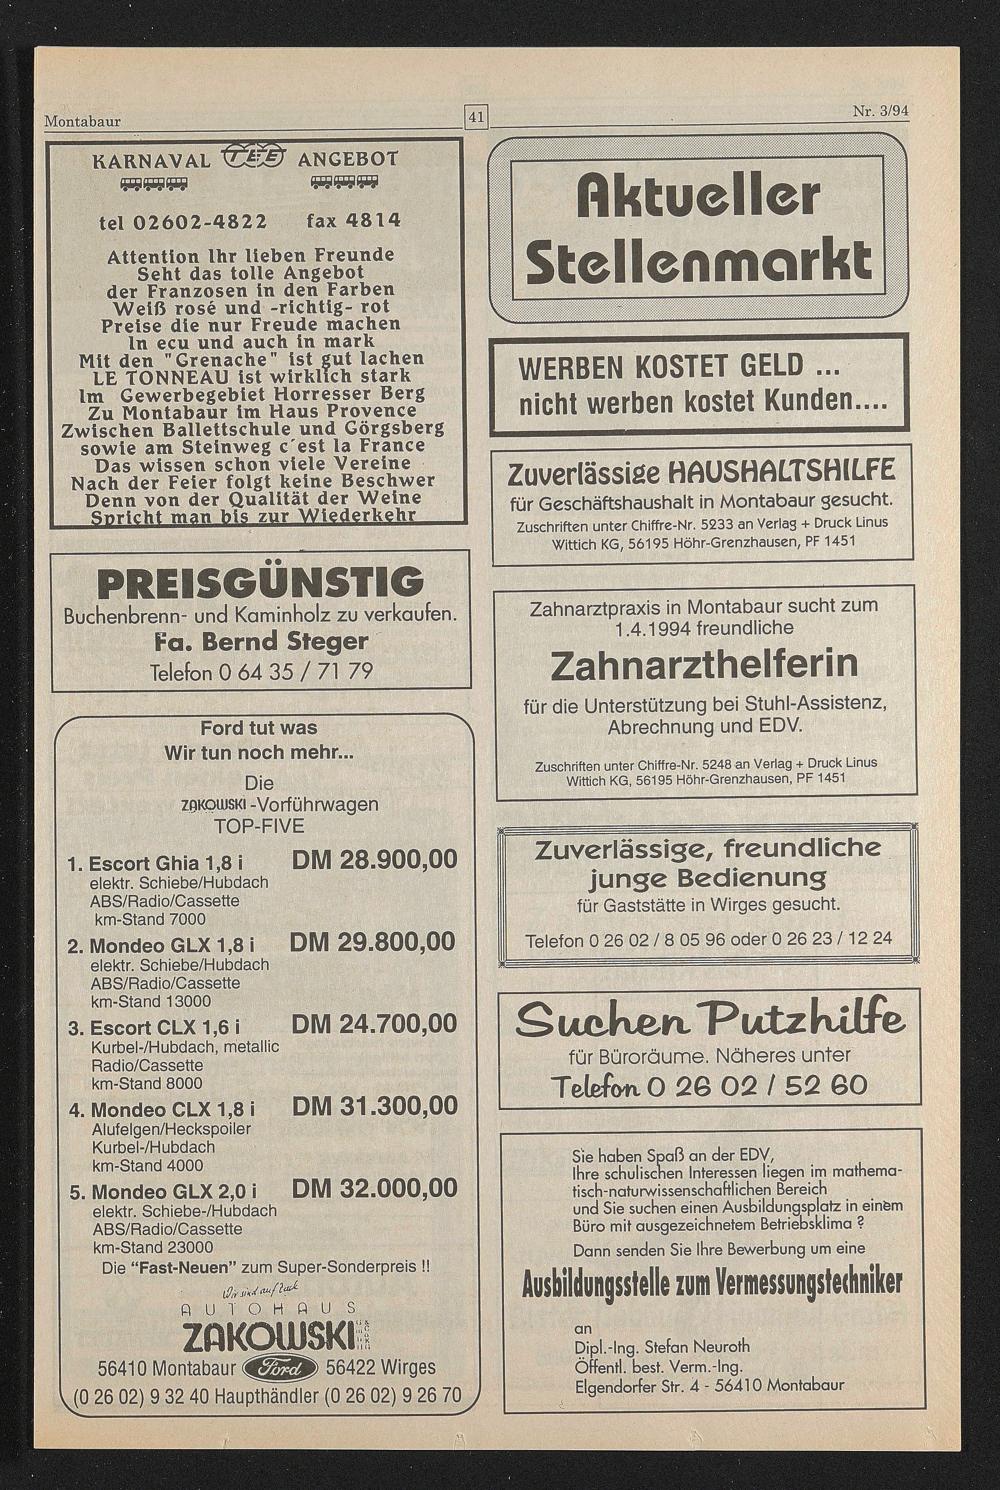 Montabaur
41
Nr. 3/94
KARNAVAL TEE ANGEBOT
tel 02602-4822 fax 4814
Attention Ihr lieben Freunde
Seht das tolle Angebot
der Franzosen in den Farben
Weiß rosé und -richtig- rot
Preise die nur Freude machen
In ecu und auch in mark
Mit den "Grenache" ist gut lachen
LE TONNEAU ist wirklich stark
Im Gewerbegebiet Horresser Berg
Zu Montabaur im Haus Provence
Zwischen Ballettschule und Görgsberg
sowie am Steinweg c´est la France
Das wissen schon viele Vereine
Nach der Feier folgt keine Beschwer
Denn von der Qualität der Weine
Spricht man bis zur Wiederkehr
PREISGÜNSTIG
Buchenbrenn- und Kaminholz zu verkaufen.
Fa. Bernd Steger
Telefon 0 64 35 / 71 79
Ford tut was
Wir tun noch mehr...
Die
ZAKOWSKI -Vorführwagen
TOP-FIVE
1. Escort Ghia 1,8 i DM 28.900,00
elektr. Schiebe/Hubdach
ABS/Radio/Cassette
km-Stand 7000
2. Mondeo GLX 1,8 i DM 29.800,00
elektr. Schiebe/Hubdach
ABS/Radio/Cassette
km-Stand 13000
3. Escort CLX 1,6 i DM 24.700,00
Kurbel-/Hubdach, metallic
Radio/Cassette
km-Stand 8000
4. Mondeo CLX 1,8 i DM 31.300,00
Alufelgen/Heckspoiler
Kurbel-/Hubdach
km-Stand 4000
5. Mondeo GLX 2,0 i DM 32.000,00
elektr. Schiebe-/Hubdach
ABS/Radio/Cassette
km-Stand 23000
Die “Fast-Neuen” zum Super-Sonderpreis !!
Wir sind auf Zack
AUTOHAUS
ZAKOWSKI
56410 Montabaur Ford 56422 Wirges
(0 26 02) 9 32 40 Haupthändler (0 26 02) 9 26 70
Aktueller
Stellenmarkt
WERBEN KOSTET GELD ...
nicht werben kostet Kunden....
Zuverlässige HAUSHALTSHILFE
für Geschäftshaushalt in Montabaur gesucht.
Zuschriften unter Chiffre-Nr. 5233 an Verlag + Druck Linus
Wittich KG, 56195 Höhr-Grenzhausen, PF 1451
Zahnarztpraxis in Montabaur sucht zum
1.4.1994 freundliche
Zahnarzthelferin
für die Unterstützung bei Stuhl-Assistenz,
Abrechnung und EDV.
Zuschriften unter Chiffre-Nr. 5248 an Verlag + Druck Linus
Wittich KG, 56195 Höhr-Grenzhausen, PF 1451
Zuverlässige, freundliche
junge Bedienung
für Gaststätte in Wirges gesucht.
Telefon 0 26 02 / 8 05 96 oder 0 26 23 / 12 24
Suchen Putzhilfe
für Büroräume. Näheres unter
Telefon 0 26 02 / 52 60
Sie haben Spaß an der EDV,
Ihre schulischen Interessen liegen im mathema-
tisch-naturwissenschaftlichen Bereich
und Sie suchen einen Ausbildungsplatz in einem
Büro mit ausgezeichnetem Betriebsklima ?
Dann senden Sie Ihre Bewerbung um eine
Ausbildungsstelle zum Vermessungstechniker
an
Dipl.-Ing. Stefan Neuroth
Öffentl. best. Verm.-Ing.
Elgendorfer Str. 4 - 56410 Montabaur